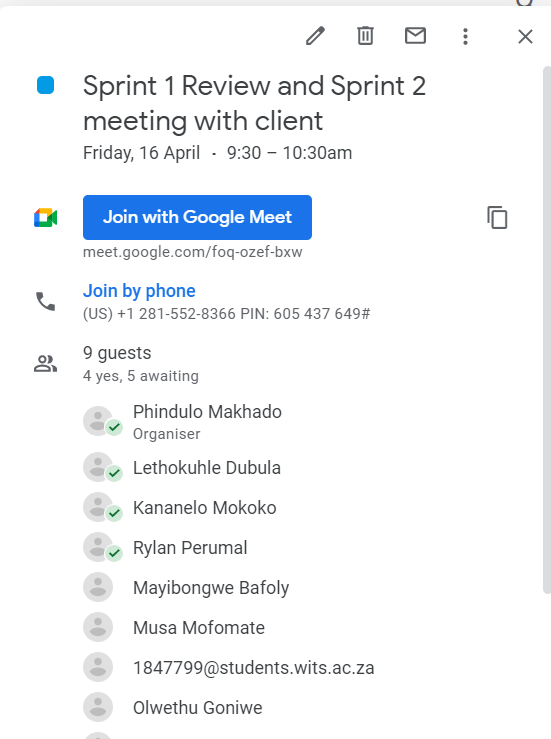 Sprint 1 Review and Sprint 2
meeting with client
Friday, 16 April · 9:30 – 10:30am
Join with Google Meet
meet.google.com/foq-ozef-bxw
Join by phone
(US) +1 281-552-8366 PIN: 605 437 649#
9 guests
4 yes, 5 awaiting
Phindulo Makhado
Organiser
Lethokuhle Dubula
Kananelo Mokoko
Rylan Perumal
Mayibongwe Bafoly
Musa Mofomate
1847799@students.wits.ac.za
Olwethu Goniwe